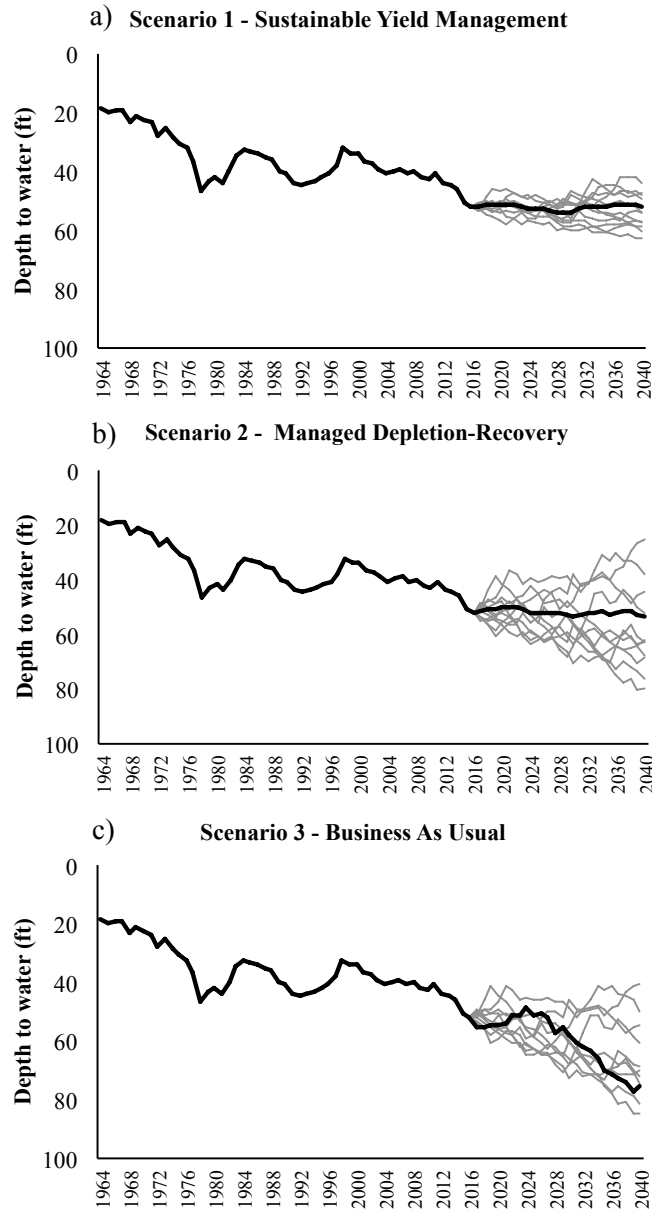 a) Scenario 1 - Sustainable Yield Management
Depth to water (ft)
0
20
40
60
80
100
1964 1968 1972 1976 1980 1984 1988 1992 1996 2000 2004 2008 2012 2016 2020 2024 2028 2032 2036 2040
b) Scenario 2 - Managed Depletion-Recovery
Depth to water (ft)
0
20
40
60
80
100
1964 1968 1972 1976 1980 1984 1988 1992 1996 2000 2004 2008 2012 2016 2020 2024 2028 2032 2036 2040
c) Scenario 3 - Business As Usual
Depth to water (ft)
0
20
40
60
80
100
1964 1968 1972 1976 1980 1984 1988 1992 1996 2000 2004 2008 2012 2016 2020 2024 2028 2032 2036 2040